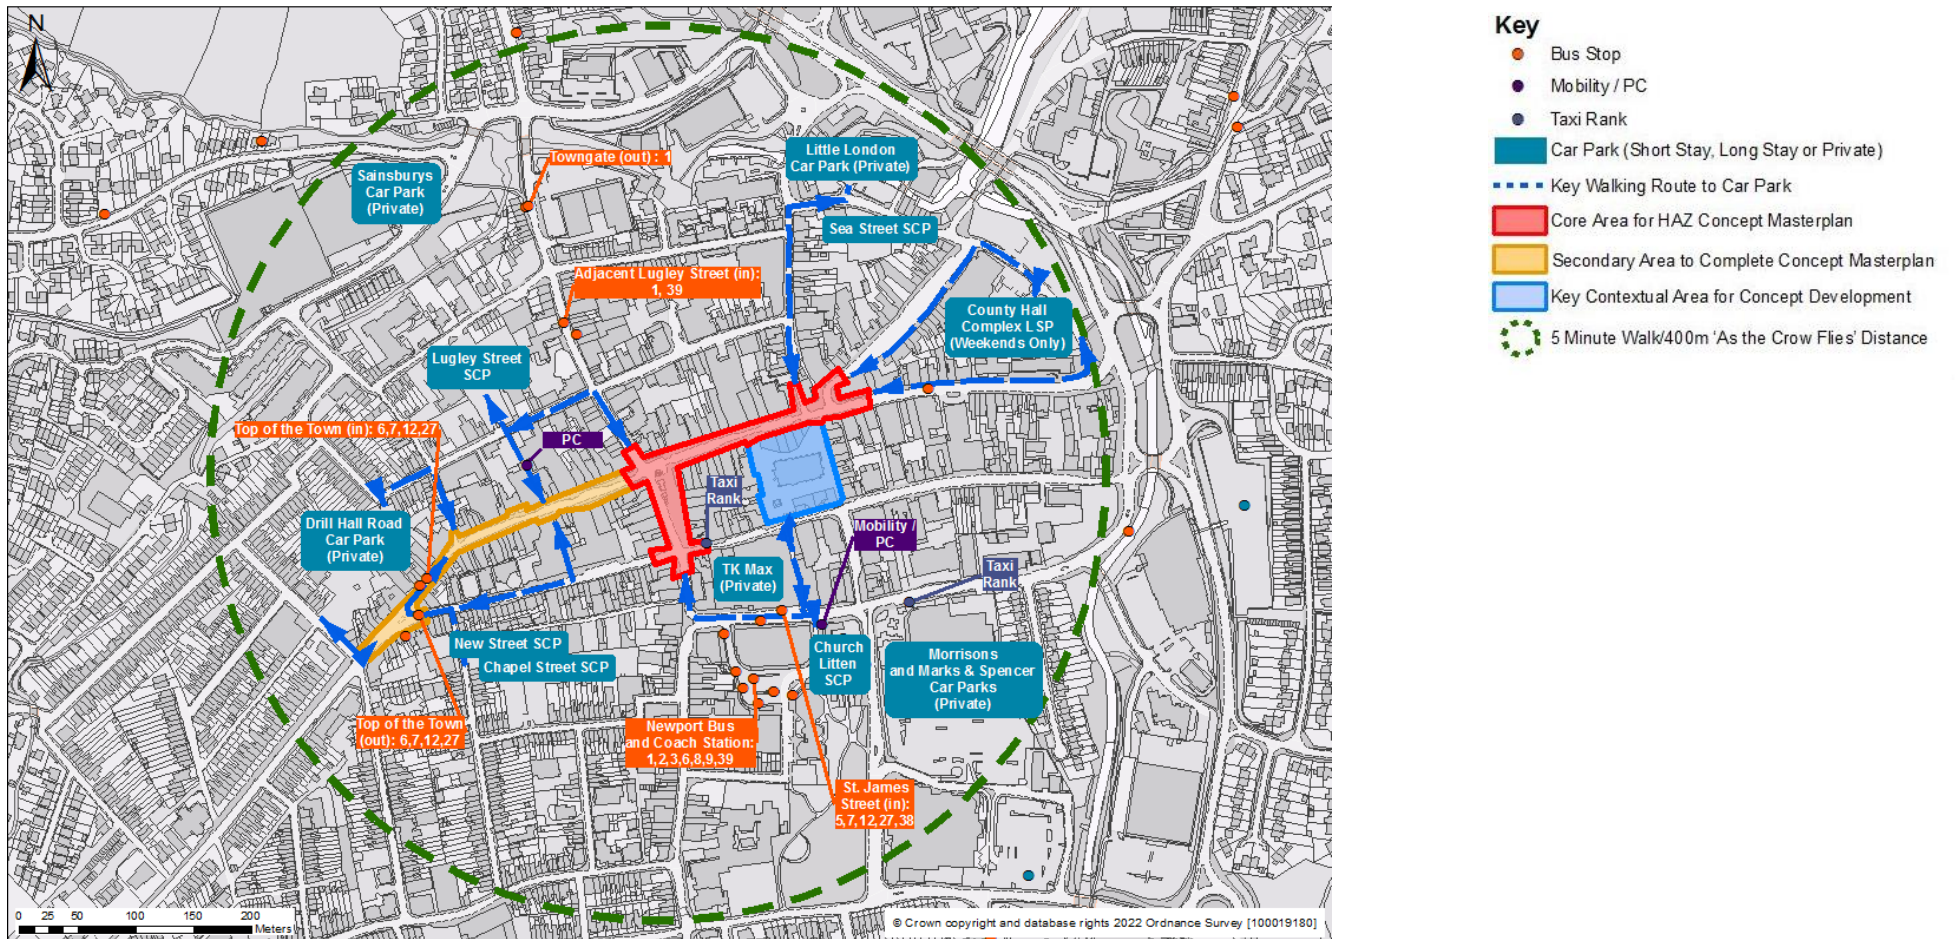 N
Towngate (out) : 1
Sainsburys
Car Park
(Private)
Little London
Car Park (Private)
Sea Street SCP
Adjacent Lugley Street (in):
1, 39
County Hall
Complex LSP
(Weekends Only)
Lugley Street
SCP
Top of the Town (in): 6,7,12,27
PC
Taxi
Rank
Drill Hall Road
Car Park
(Private)
Mobility /
PC
TK Max
(Private)
Taxi
Rank
New Street SCP
Chapel Street SCP
Church
Litten
SCP
Morrisons
and Marks & Spencer
Car Parks
(Private)
Top of the Town
(out): 6,7,12,27
Newport Bus
and Coach Station:
1,2,3,6,8,9,39
St. James
Street (in):
5,7,12,27,38
0 25 50 100 150 200
Meters
© Crown copyright and database rights 2022 Ordnance Survey [100019180]
Key
Bus Stop
Mobility / PC
Taxi Rank
Car Park (Short Stay, Long Stay or Private)
Key Walking Route to Car Park
Core Area for HAZ Concept Masterplan
Secondary Area to Complete Concept Masterplan
Key Contextual Area for Concept Development
5 Minute Walk/400m ‘As the Crow Flies’ Distance